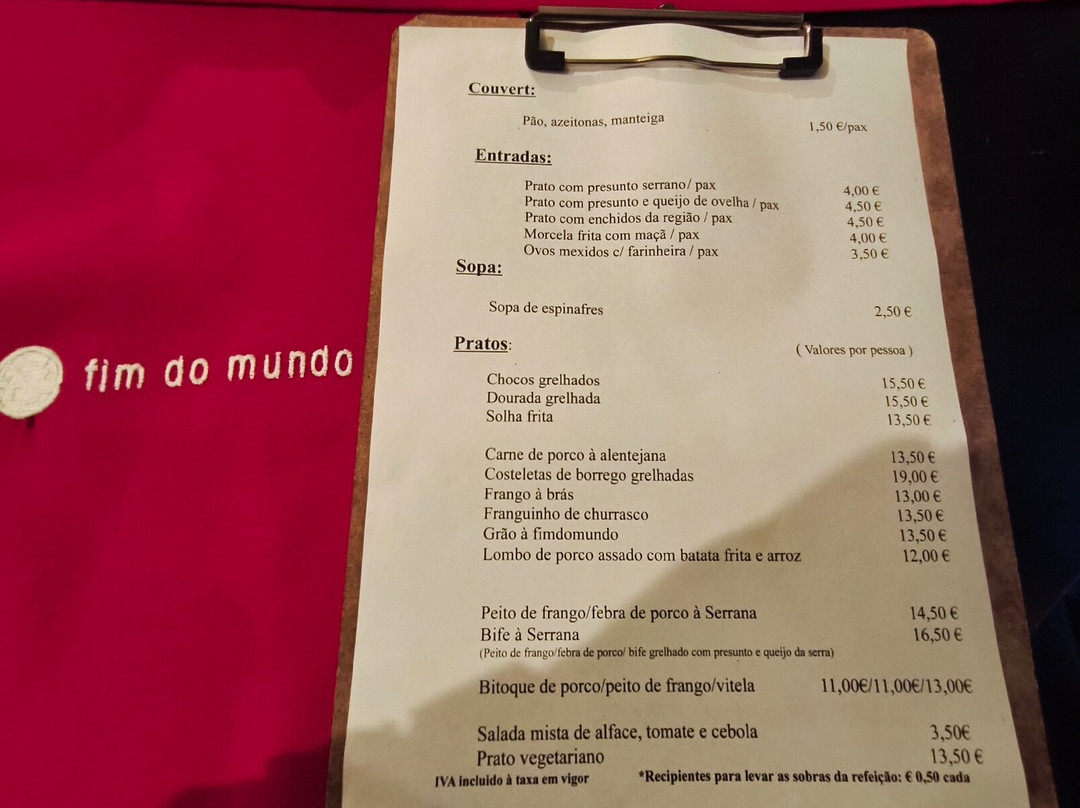 fim do mundo
Couvert:
Pão, azeitonas, manteiga 1,50 €/pax
Entradas:
Prato com presunto serrano/ pax 4,00 €
Prato com presunto e queijo de ovelha / pax 4,50 €
Prato com enchidos da região / pax 4,50 €
Morcela frita com maçã / pax 4,00 €
Ovos mexidos c/ farinheira / pax 3,50 €
Sopa:
Sopa de espinafres 2,50 €
Pratos: ( Valores por pessoa )
Chocos grelhados 15,50 €
Dourada grelhada 15,50 €
Solha frita 13,50 €
Carne de porco à alentejana 13,50 €
Costeletas de borrego grelhadas 19,00 €
Frango à brás 13,00 €
Franguinho de churrasco 13,50 €
Grão à fimdomundo 13,50 €
Lombo de porco assado com batata frita e arroz 12,00 €
Peito de frango/febra de porco à Serrana 14,50 €
Bife à Serrana 16,50 €
(Peito de frango/febra de porco/ bife grelhado com presunto e queijo da serra)
Bitoque de porco/peito de frango/vitela 11,00€/11,00€/13,00€
Salada mista de alface, tomate e cebola 3,50€
Prato vegetariano 13,50 €
IVA incluido à taxa em vigor *Recipientes para levar as sobras da refeição: € 0,50 cada